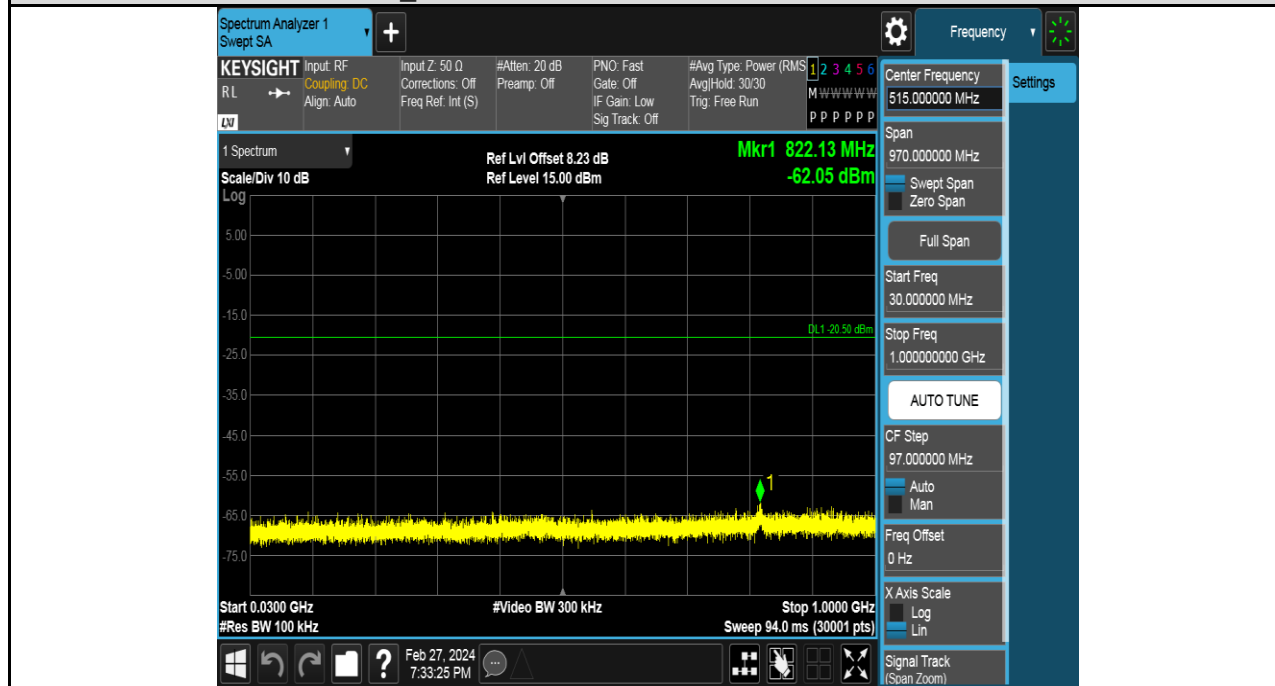 Spectrum Analyzer 1
Swept SA
+
Frequency
KEYSIGHT
RL
LXI
Input: RF
Coupling: DC
Align: Auto
Input Z: 50 Ω
Corrections: Off
Freq Ref: Int (S)
#Atten: 20 dB
Preamp: Off
PNO: Fast
Gate: Off
IF Gain: Low
Sig Track: Off
#Avg Type: Power (RMS
Avg|Hold: 30/30
Trig: Free Run
1 2 3 4 5 6
M W W W W W
P P P P P P
1 Spectrum
Scale/Div 10 dB
Ref Lvl Offset 8.23 dB
Ref Level 15.00 dBm
Mkr1 822.13 MHz
-62.05 dBm
Log
5.00
-5.00
-15.0
DL1 -20.50 dBm
-25.0
-35.0
-45.0
-55.0
1
-65.0
-75.0
Start 0.0300 GHz
#Video BW 300 kHz
Stop 1.0000 GHz
#Res BW 100 kHz
Sweep 94.0 ms (30001 pts)
?
Feb 27, 2024
7:33:25 PM
Center Frequency
515.000000 MHz
Settings
Span
970.000000 MHz
Swept Span
Zero Span
Full Span
Start Freq
30.000000 MHz
Stop Freq
1.000000000 GHz
AUTO TUNE
CF Step
97.000000 MHz
Auto
Man
Freq Offset
0 Hz
X Axis Scale
Log
Lin
Signal Track
(Span Zoom)